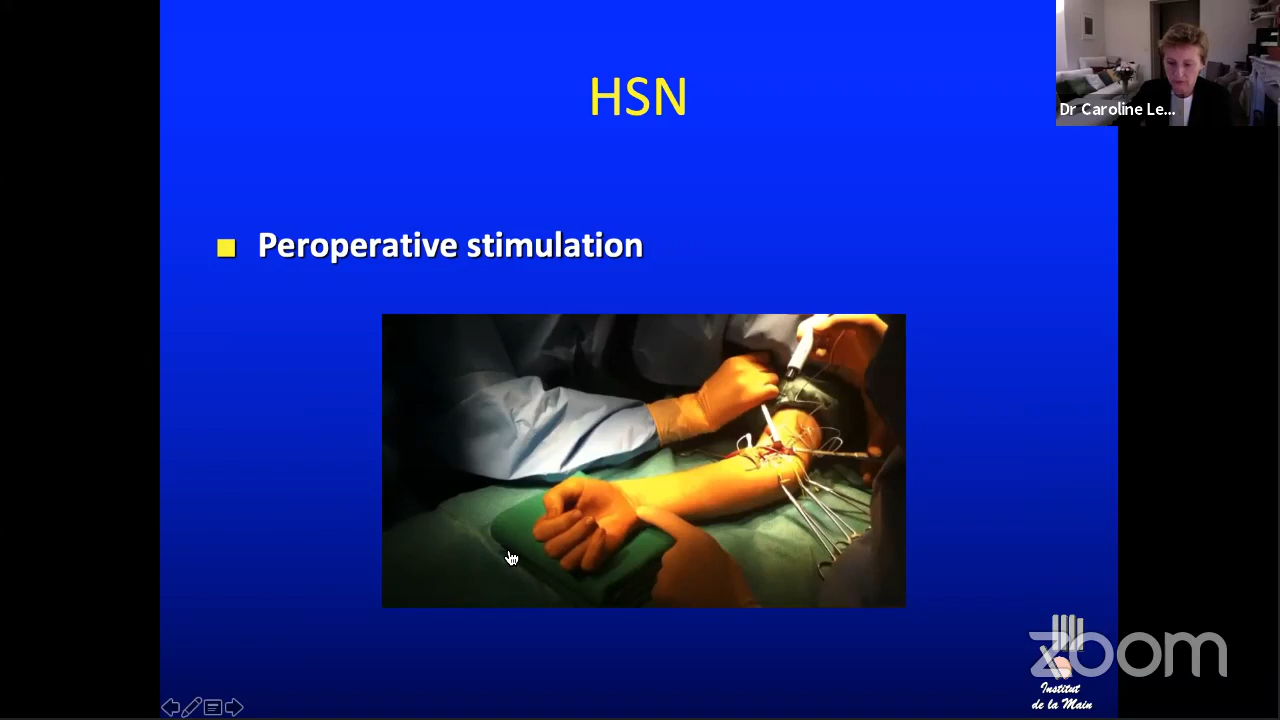 HSN
Dr Caroline Le...
Peroperative stimulation
zoom
Institut
de la Main